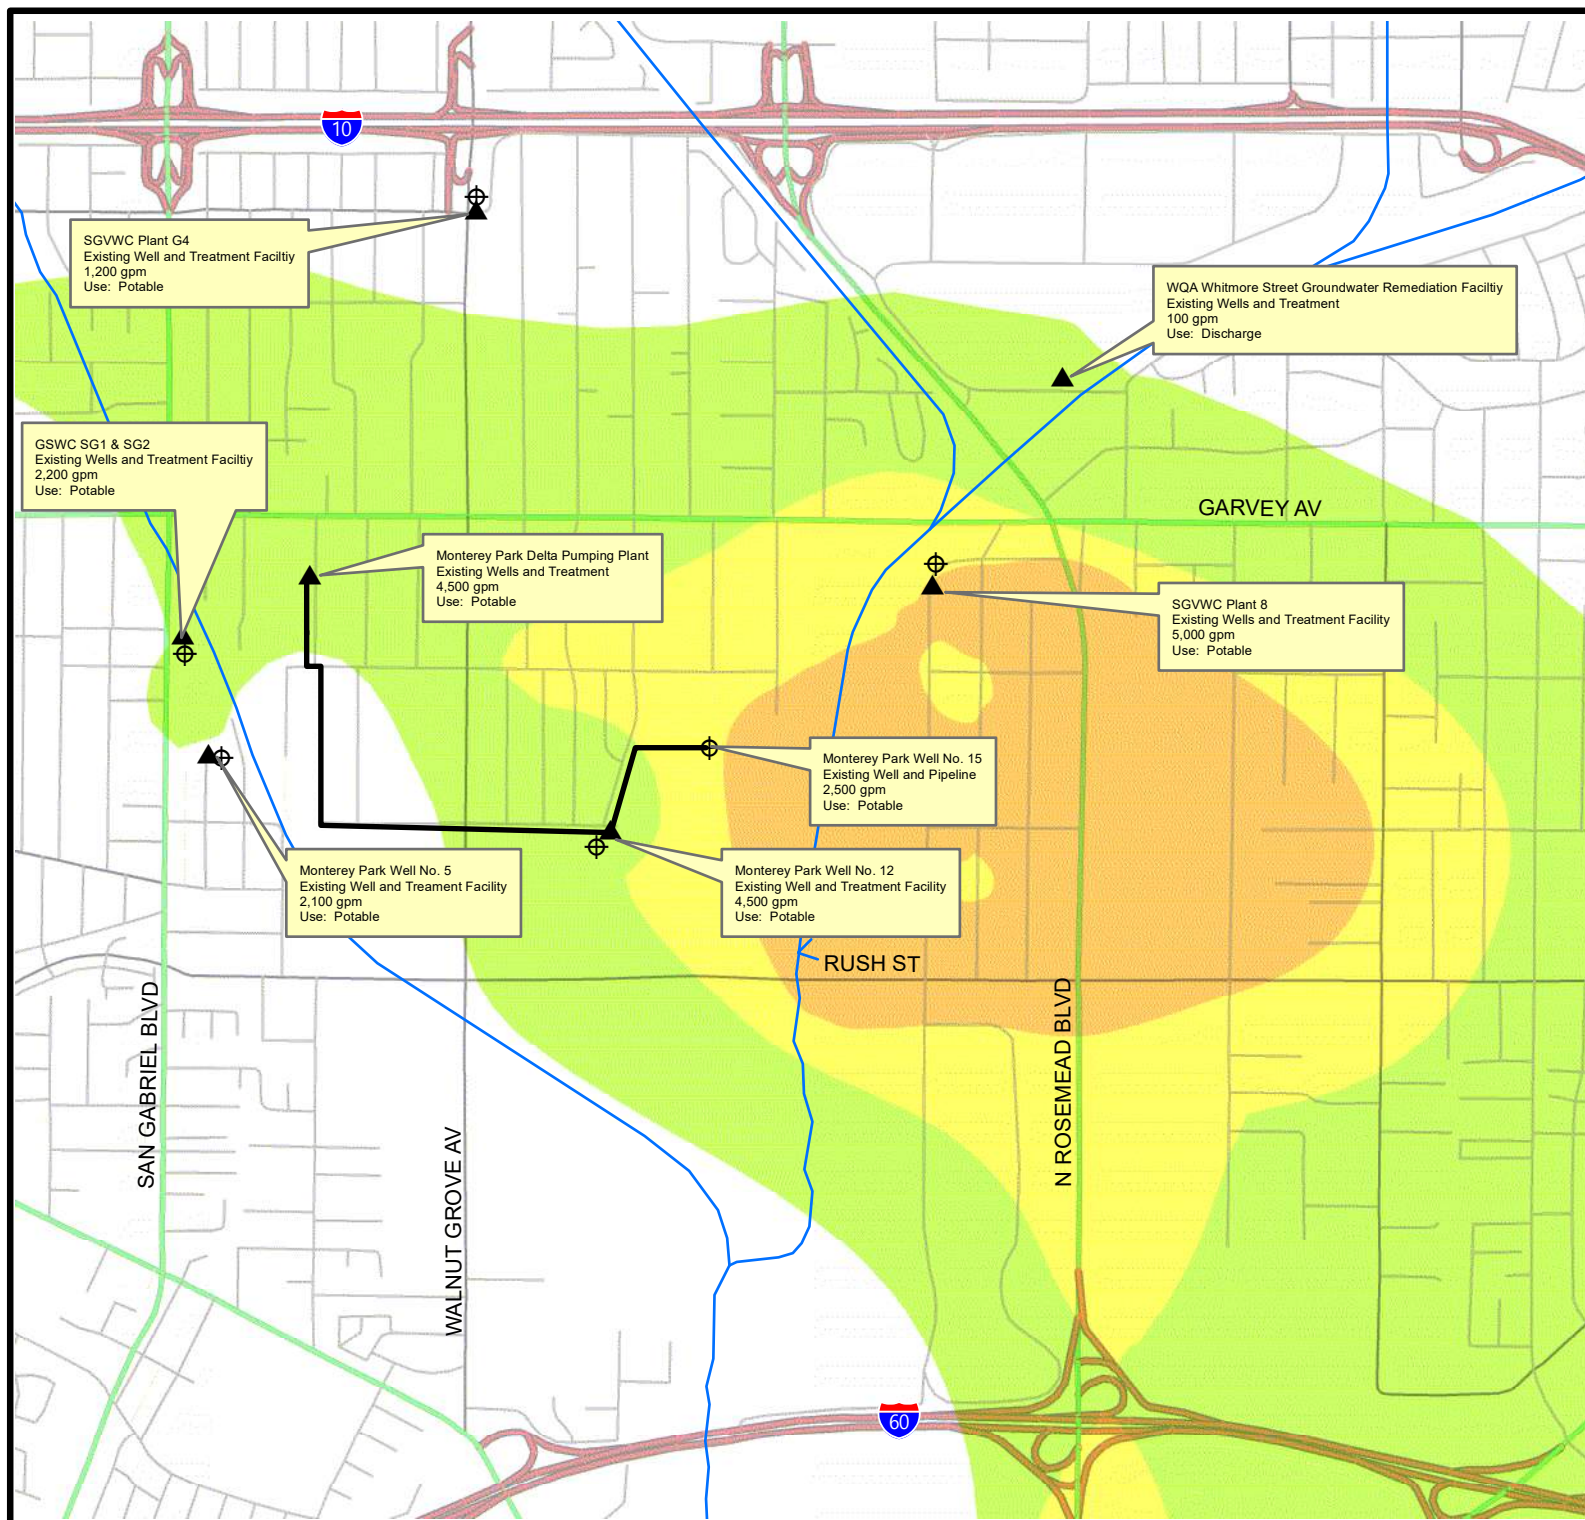 10
SGVWC Plant G4
Existing Well and Treatment Faciltiy
1,200 gpm
Use: Potable
WQA Whitmore Street Groundwater Remediation Faciltiy
Existing Wells and Treatment
100 gpm
Use: Discharge
GSWC SG1 & SG2
Existing Wells and Treatment Faciltiy
2,200 gpm
Use: Potable
GARVEY AV
Monterey Park Delta Pumping Plant
Existing Wells and Treatment
4,500 gpm
Use: Potable
SGVWC Plant 8
Existing Wells and Treatment Facility
5,000 gpm
Use: Potable
Monterey Park Well No. 15
Existing Well and Pipeline
2,500 gpm
Use: Potable
Monterey Park Well No. 5
Existing Well and Treament Facility
2,100 gpm
Use: Potable
Monterey Park Well No. 12
Existing Well and Treatment Facility
4,500 gpm
Use: Potable
RUSH ST
SAN GABRIEL BLVD
WALNUT GROVE AV
N ROSEMEAD BLVD
60